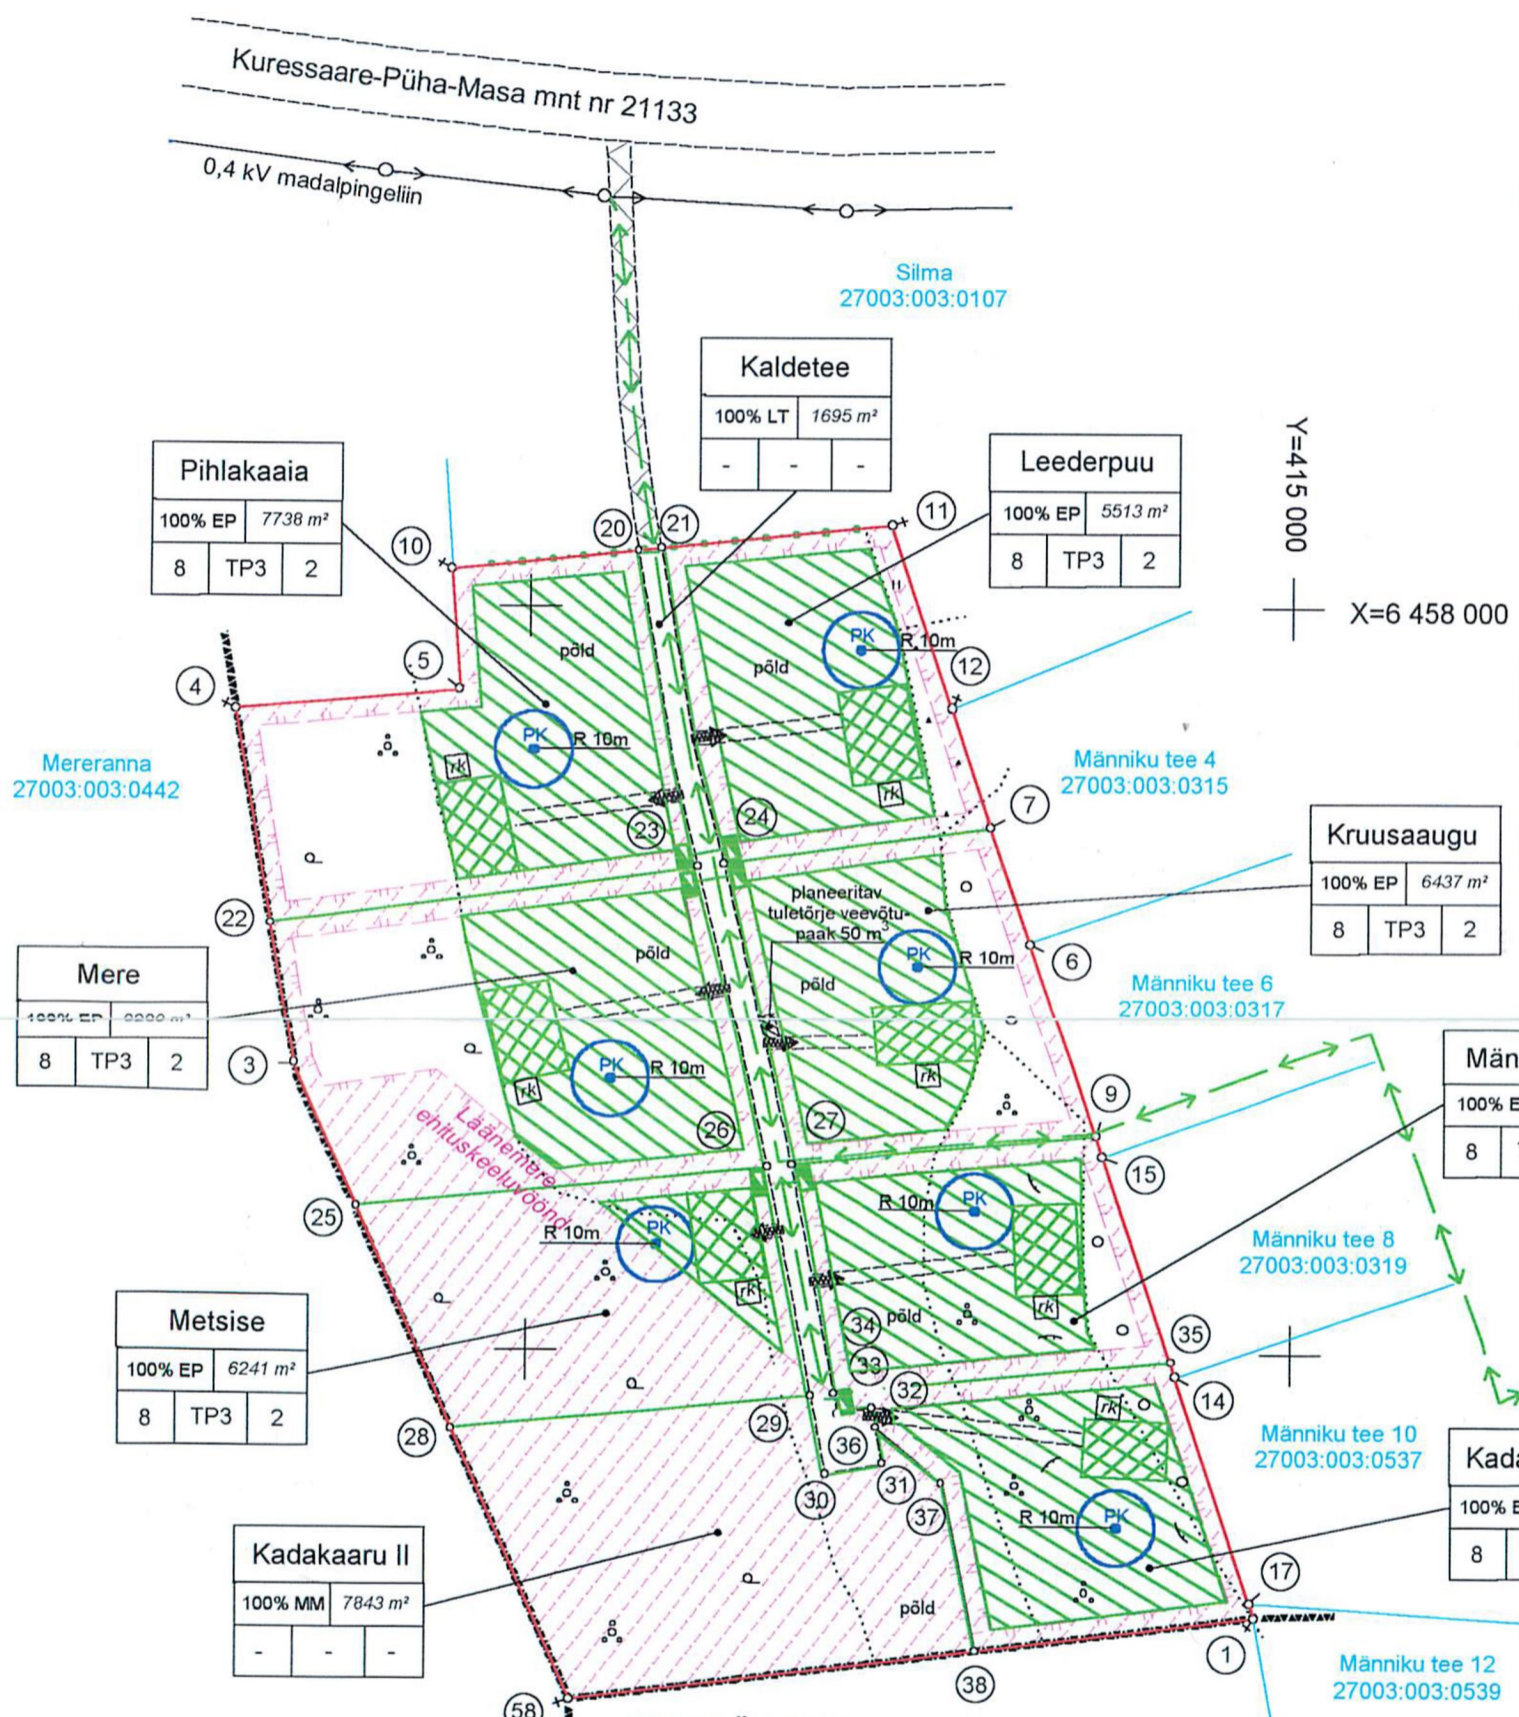 Kuressaare-Püha-Masa mnt nr 21133
0,4 kV madalpingeliin
Silma
27003:003:0107
Kaldetee
100% LT 1695 m²
- - -
Pihlakaaia
100% EP 7738 m²
8 TP3 2
Leederpuu
100% EP 5513 m²
8 TP3 2
Y=415 000
X=6 458 000
10
20
21
11
5
4
12
põld
põld
PK
R 10m
PK
R 10m
rk
rk
Mereranna
27003:003:0442
Männiku tee 4
27003:003:0315
7
23
24
22
Kruusaaugu
100% EP 6437 m²
8 TP3 2
planeeritav
tuletõrje veevõtu-
paak 50 m³
põld
põld
PK
R 10m
6
Männiku tee 6
27003:003:0317
Mere
100% EP
8 TP3 2
3
PK
R 10m
rk
rk
Läänemere
ehituskeeluvöönd
26
27
9
15
25
Män
100% E
8
PK
R 10m
PK
R 10m
rk
rk
põld
Männiku tee 8
27003:003:0319
Metsise
100% EP 6241 m²
8 TP3 2
34
33
32
35
14
28
29
36
30
31
37
rk
Männiku tee 10
27003:003:0537
Kada
100% E
8
PK
R 10m
Kadakaaru II
100% MM 7843 m²
- - -
põld
17
1
38
58
Männiku tee 12
27003:003:0539